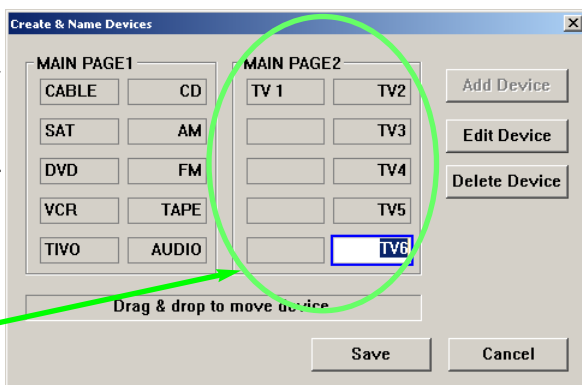 Create & Name Devices
MAIN PAGE1
CABLE CD
SAT AM
DVD FM
VCR TAPE
TIVO AUDIO
MAIN PAGE2
TV 1 TV2
TV3
TV4
TV5
TV6
Add Device
Edit Device
Delete Device
Drag & drop to move device
Save Cancel